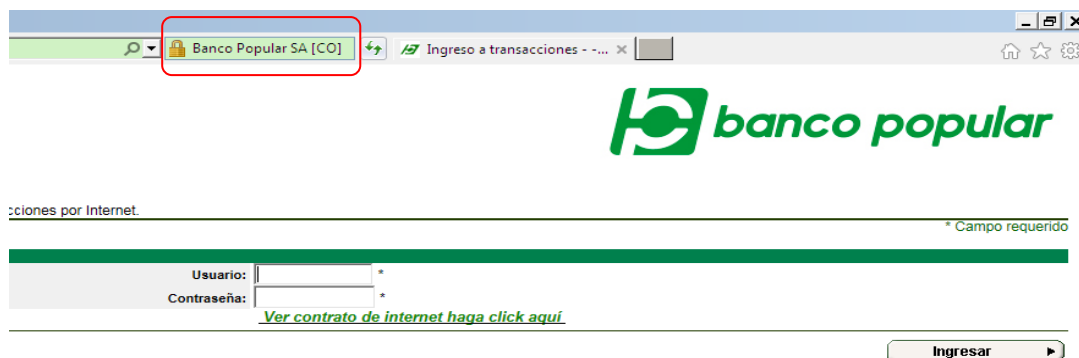 Banco Popular SA [CO]
Ingreso a transacciones - -...
banco popular
cciones por Internet.
* Campo requerido
Usuario: *
Contraseña: *
Ver contrato de internet haga click aquí
Ingresar